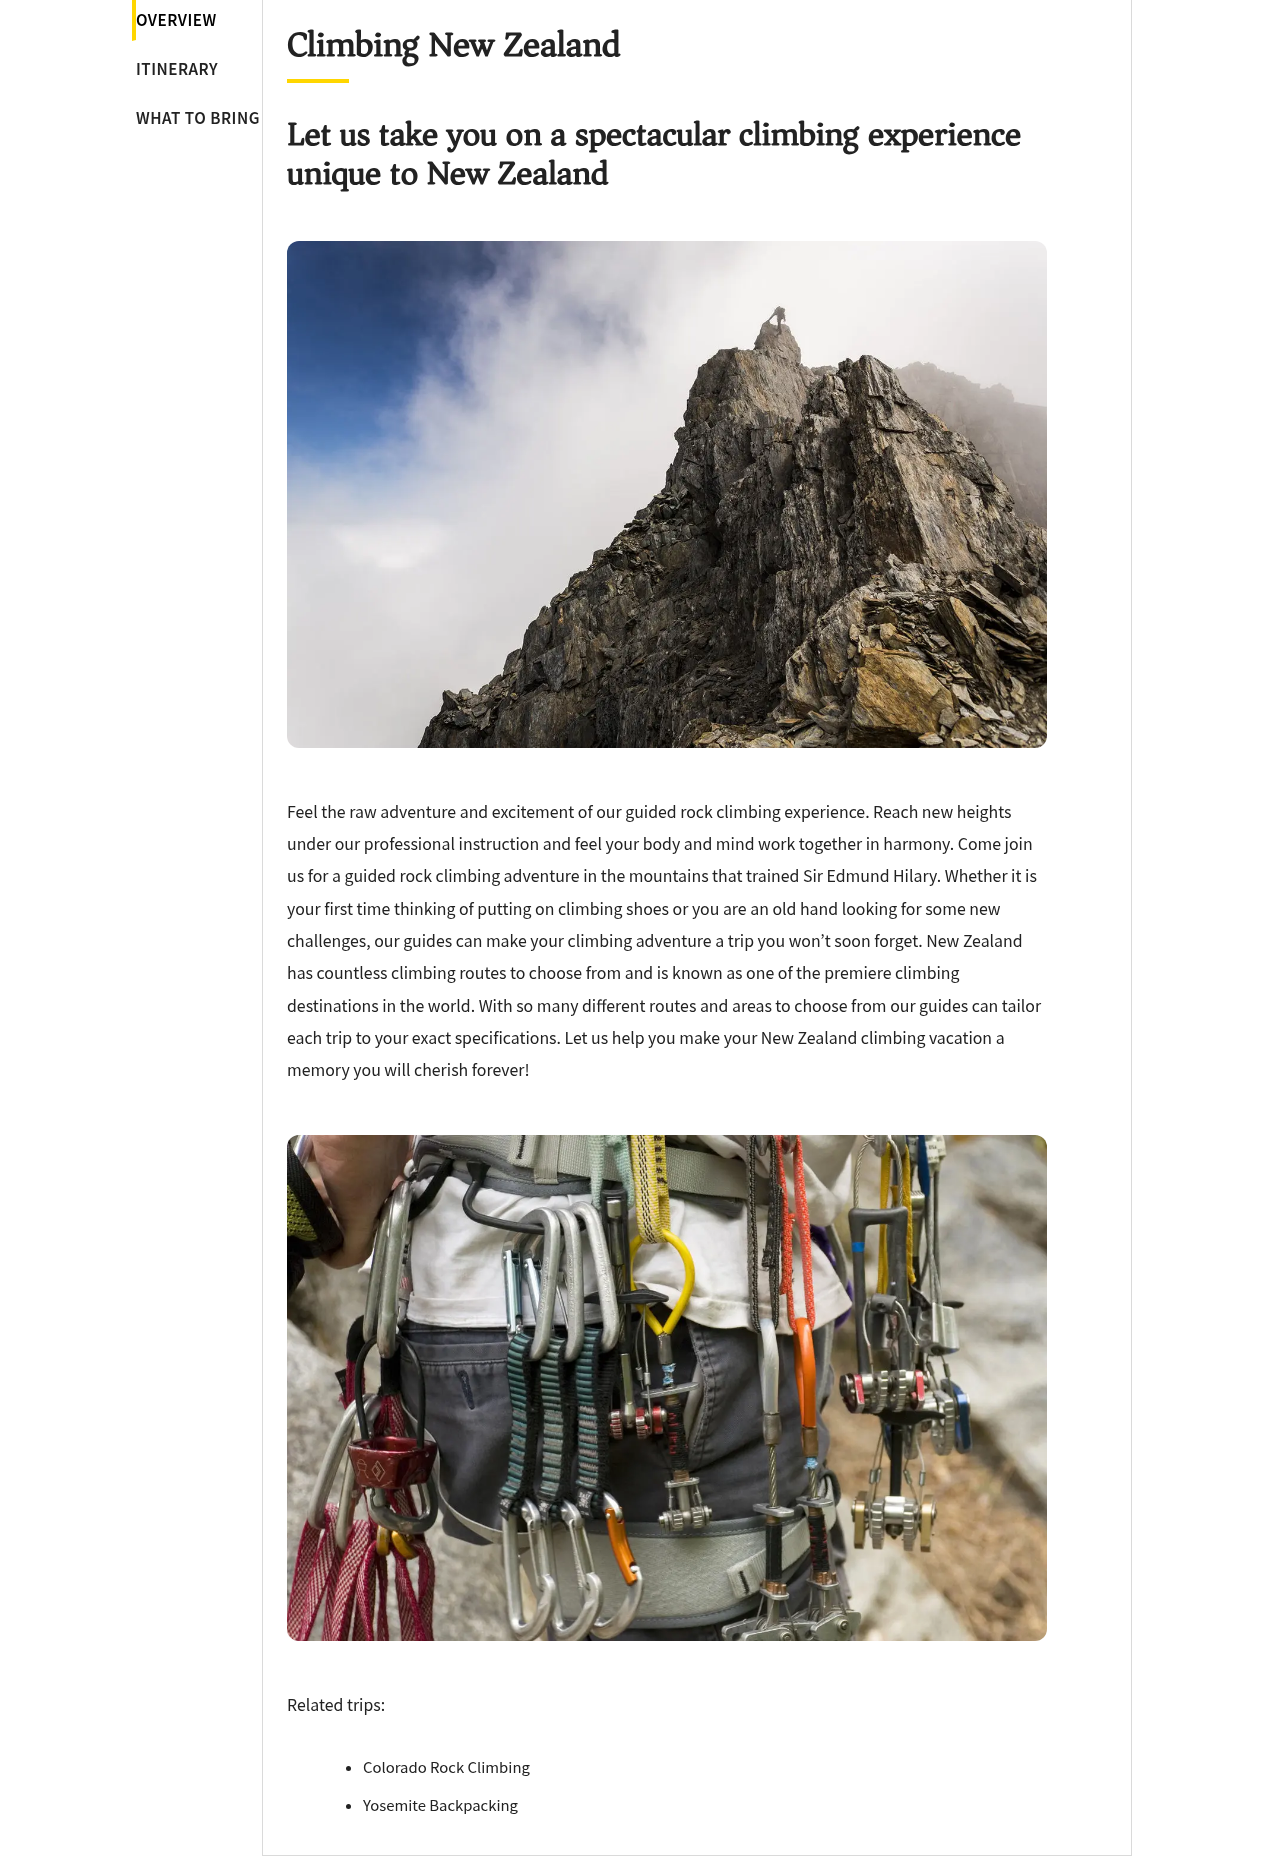 OVERVIEW
ITINERARY
WHAT TO BRING
Climbing New Zealand
Let us take you on a spectacular climbing experience
unique to New Zealand
Feel the raw adventure and excitement of our guided rock climbing experience. Reach new heights
under our professional instruction and feel your body and mind work together in harmony. Come join
us for a guided rock climbing adventure in the mountains that trained Sir Edmund Hilary. Whether it is
your first time thinking of putting on climbing shoes or you are an old hand looking for some new
challenges, our guides can make your climbing adventure a trip you won’t soon forget. New Zealand
has countless climbing routes to choose from and is known as one of the premiere climbing
destinations in the world. With so many different routes and areas to choose from our guides can tailor
each trip to your exact specifications. Let us help you make your New Zealand climbing vacation a
memory you will cherish forever!
Related trips:
• Colorado Rock Climbing
• Yosemite Backpacking